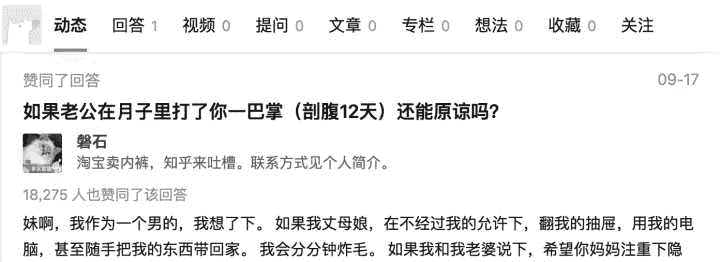 动态 回答 1 视频 0 提问 0 文章 0 专栏 0 想法 0 收藏 0 关注
赞同了回答 09-17
如果老公在月子里打了你一巴掌（剖腹12天）还能原谅吗?
磐石
淘宝卖内裤，知乎来吐槽。联系方式见个人简介。
18,275 人也赞同了该回答
妹啊，我作为一个男的，我想了下。 如果我丈母娘，在不经过我的允许下，翻我的抽屉，用我的电
脑，甚至随手把我的东西带回家。 我会分分钟炸毛。 如果我和我老婆说下，希望你妈妈注重下隐